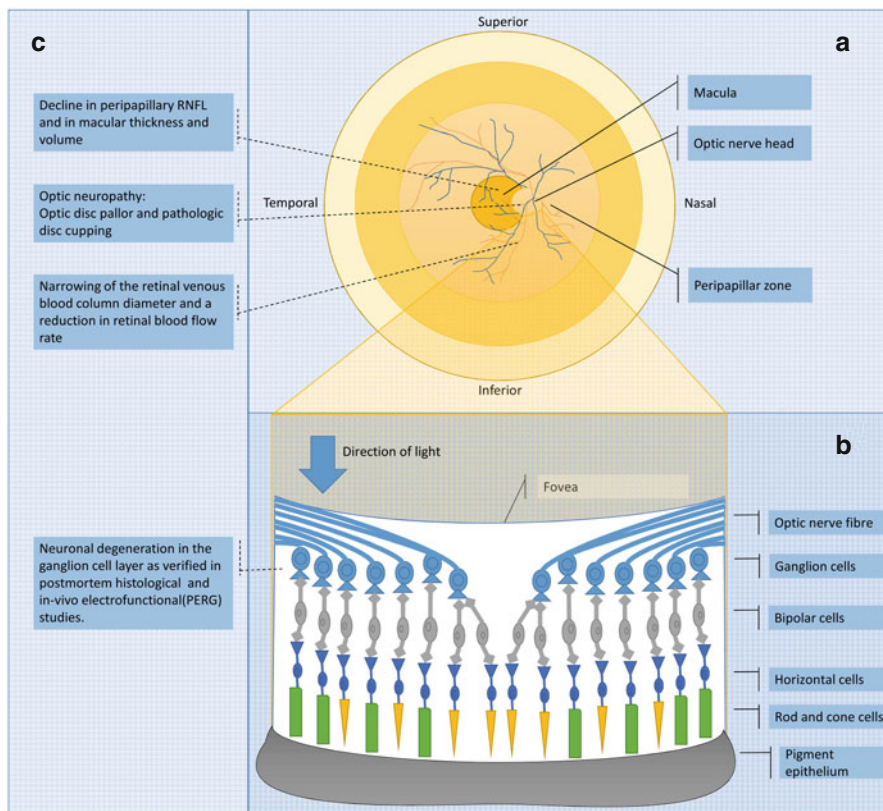 c
Decline in peripapillary RNFL
and in macular thickness and
volume
Optic neuropathy:
Optic disc pallor and pathologic
disc cupping
Narrowing of the retinal venous
blood column diameter and a
reduction in retinal blood flow
rate
Neuronal degeneration in the
ganglion cell layer as verified in
postmortem histological and
in-vivo electrofunctional(PERG)
studies.
a
Superior
Temporal
Nasal
Inferior
Macula
Optic nerve head
Peripapillar zone
b
Direction of light
Fovea
Optic nerve fibre
Ganglion cells
Bipolar cells
Horizontal cells
Rod and cone cells
Pigment
epithelium